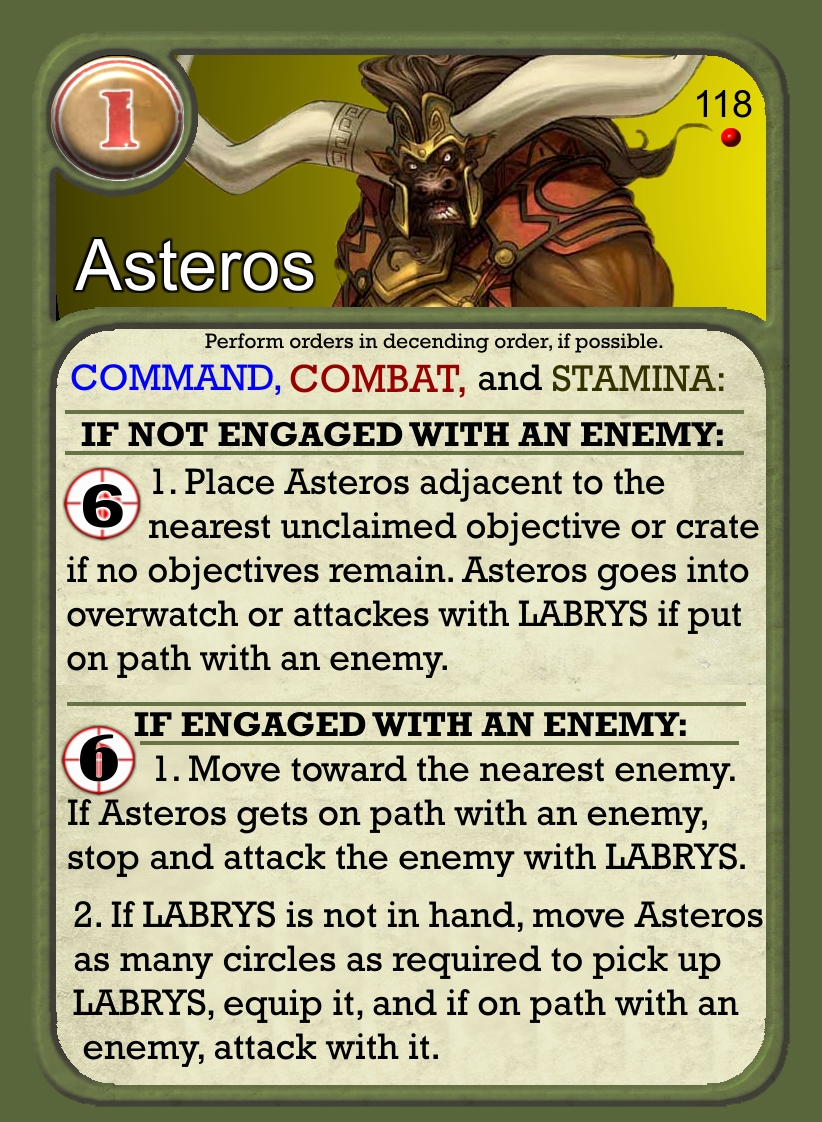 1
118
Asteros
Perform orders in decending order, if possible.
COMMAND, COMBAT, and STAMINA:
IF NOT ENGAGED WITH AN ENEMY:
6
1. Place Asteros adjacent to the
nearest unclaimed objective or crate
if no objectives remain. Asteros goes into
overwatch or attackes with LABRYS if put
on path with an enemy.
IF ENGAGED WITH AN ENEMY:
6
1. Move toward the nearest enemy.
If Asteros gets on path with an enemy,
stop and attack the enemy with LABRYS.
2. If LABRYS is not in hand, move Asteros
as many circles as required to pick up
LABRYS, equip it, and if on path with an
enemy, attack with it.